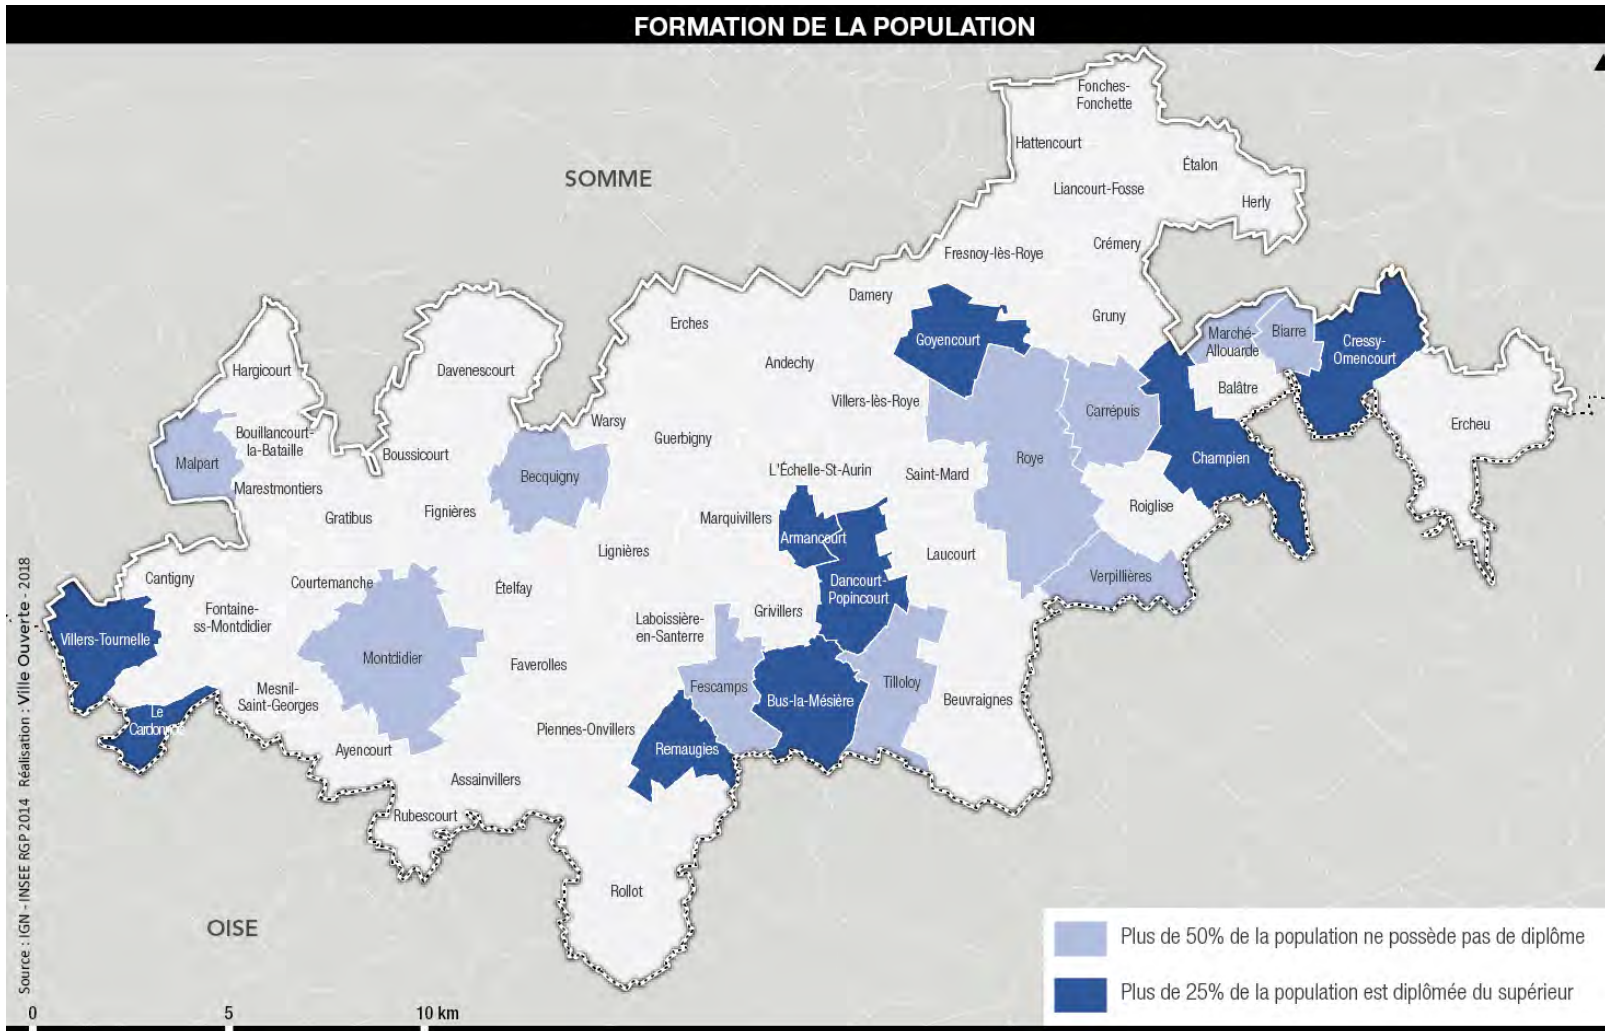 FORMATION DE LA POPULATION
Fonches-
Fonchette
Hattencourt
Étalon
SOMME
Liancourt-Fosse
Herly
Crémery
Fresnoy-lès-Roye
Damery
Gruny
Erches
Marché-
Allouarde
Biarre
Goyencourt
Cressy-
Omencourt
Andechy
Hargicourt
Davenescourt
Balâtre
Villers-lès-Roye
Carrépuis
Warsy
Ercheu
Bouillancourt-
la-Bataille
Guerbigny
Boussicourt
Malpart
Roye
Champien
L'Échelle-St-Aurin
Saint-Mard
Becquigny
Marestmontiers
Roiglise
Fignières
Gratibus
Marquivillers
Armancourt
Lignières
Laucourt
Cantigny
Courtemanche
Verpillières
Ételfay
Dancourt-
Popincourt
Fontaine-
ss-Montdidier
Grivillers
Laboissière-
en-Santerre
Villers-Tournelle
Montdidier
Faverolles
Fescamps
Tilloloy
Mesnil-
Saint-Georges
Bus-la-Mésière
Beuvraignes
Le
Piennes-Onvillers
Ayencourt
Remaugies
Assainvillers
Rubescourt
Rollot
OISE
Source : IGN - INSEE RGP 2014 Réalisation : Ville Ouverte - 2018
Plus de 50% de la population ne possède pas de diplôme
Plus de 25% de la population est diplômée du supérieur
0 5 10 km